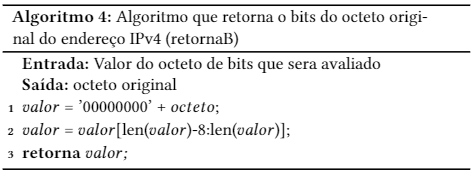 Algoritmo 4: Algoritmo que retorna o bits do octeto origi-
nal do endereço IPv4 (retornaB)
Entrada: Valor do octeto de bits que sera avaliado
Saída: octeto original
1 valor = '00000000' + octeto;
2 valor = valor[len(valor)-8:len(valor)];
3 retorna valor;